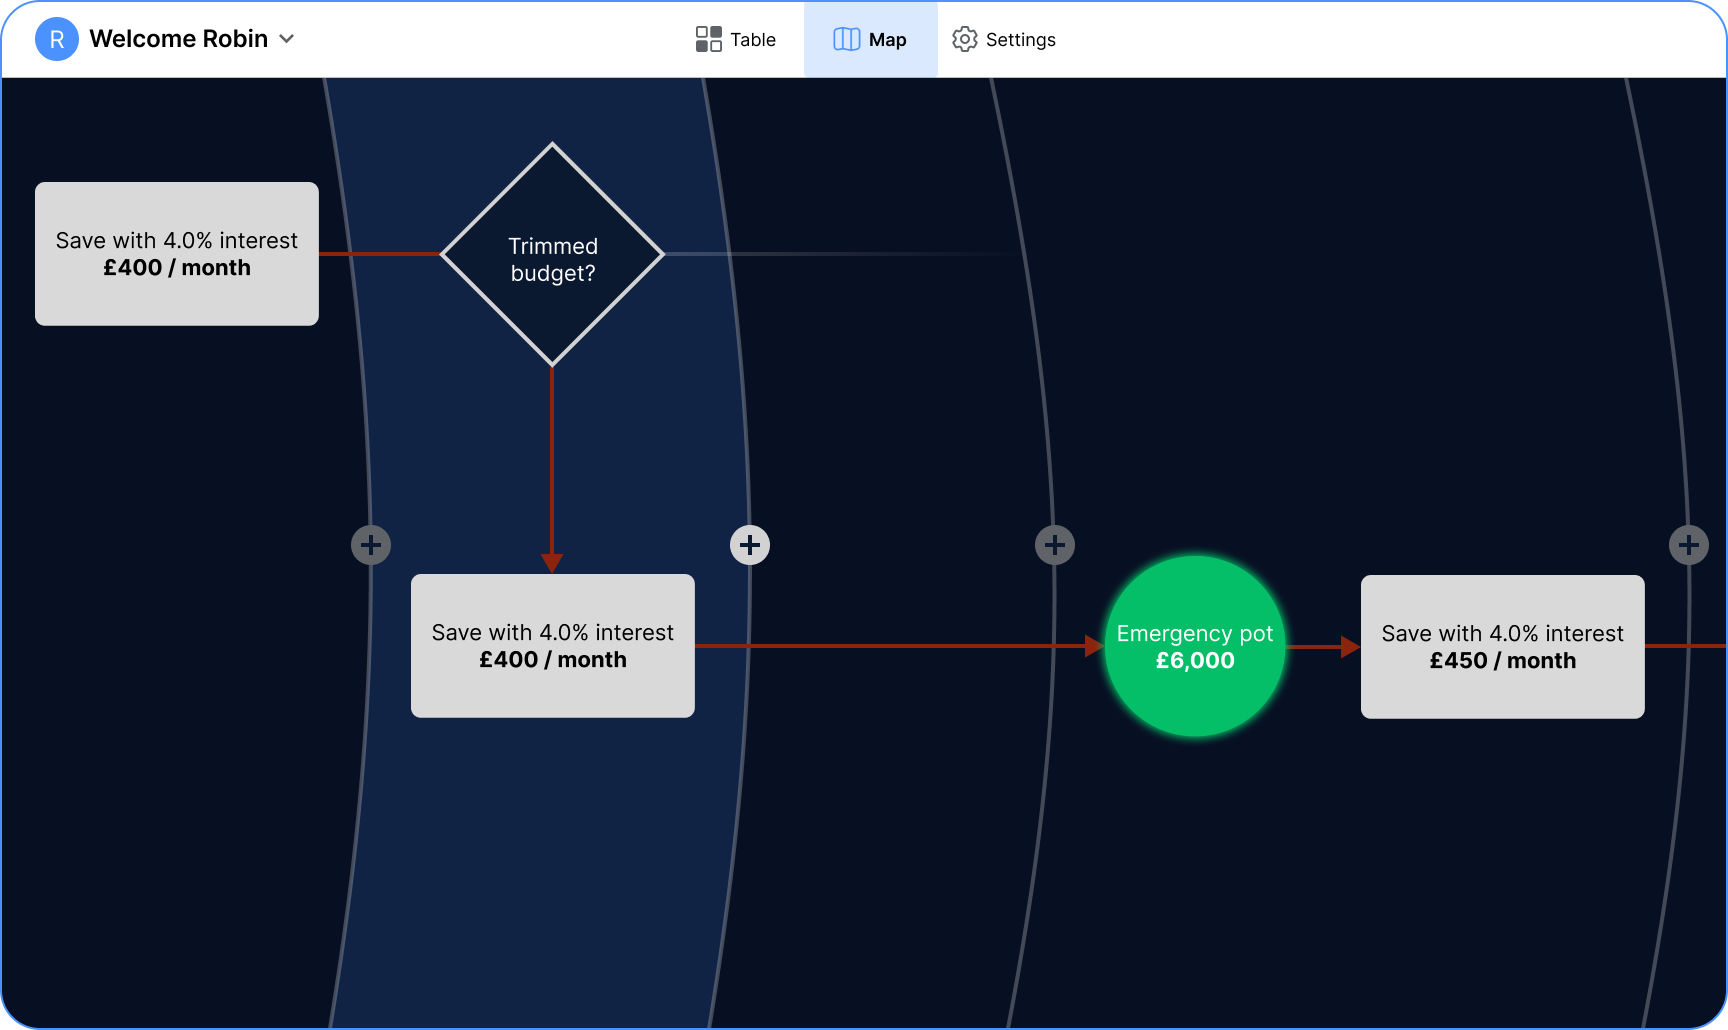 R
Welcome Robin
Table
Map
Settings
Save with 4.0% interest
£400 / month
Trimmed
budget?
Save with 4.0% interest
£400 / month
Emergency pot
£6,000
Save with 4.0% interest
£450 / month